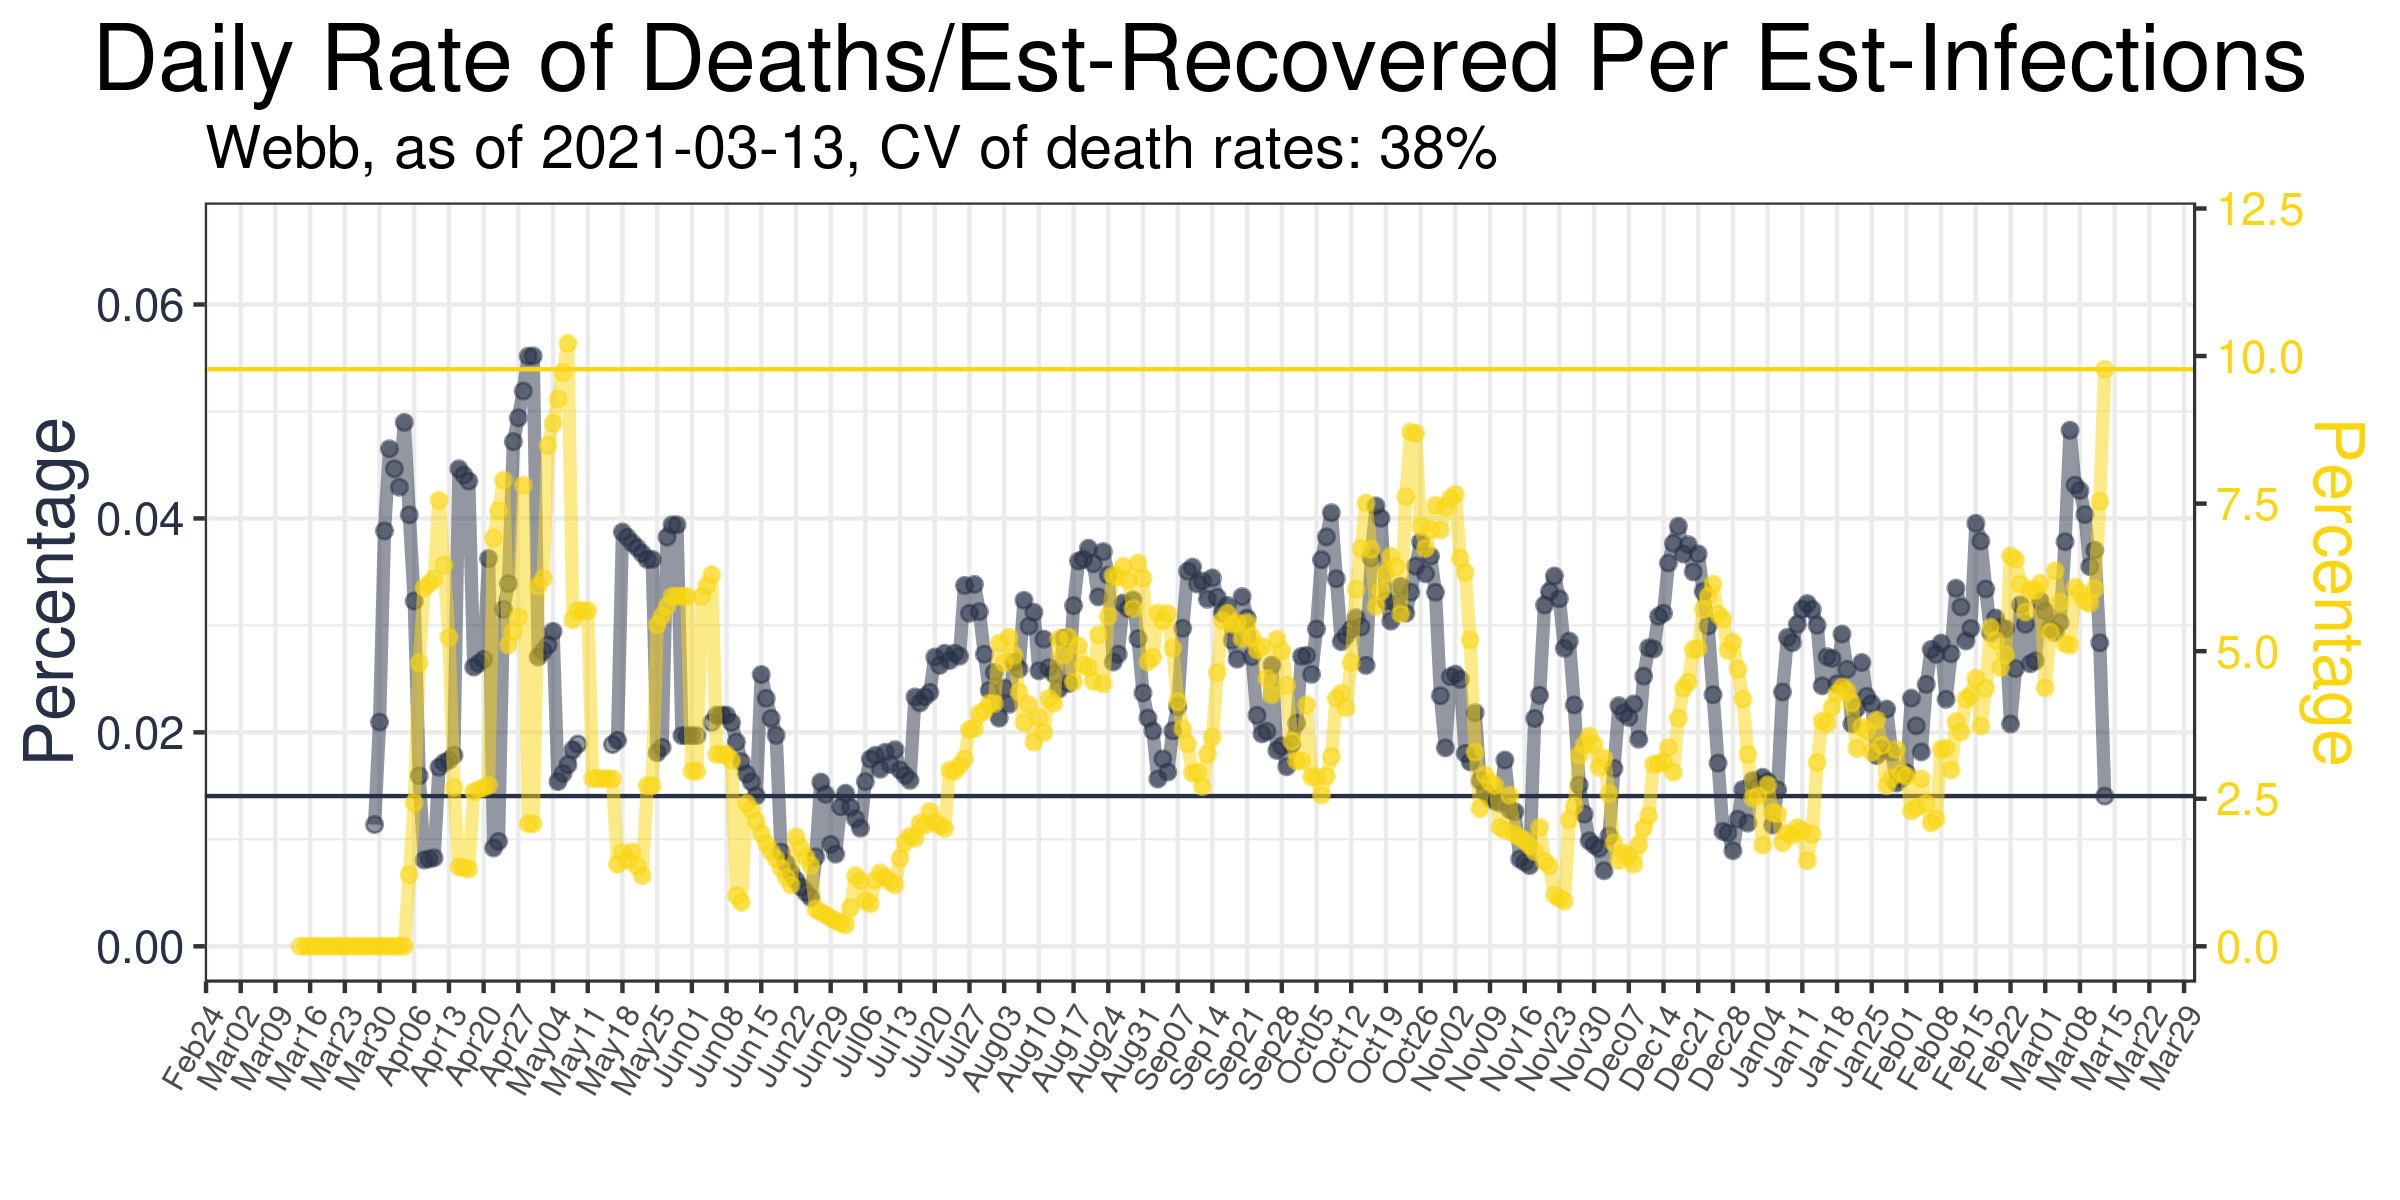 Daily Rate of Deaths/Est-Recovered Per Est-Infections
Webb, as of 2021-03-13, CV of death rates: 38%
Percentage
0.06
0.04
0.02
0.00
12.5
10.0
7.5
5.0
2.5
0.0
Percentage
Feb24
Mar02
Mar09
Mar16
Mar23
Mar30
Apr06
Apr13
Apr20
Apr27
May04
May11
May18
May25
Jun01
Jun08
Jun15
Jun22
Jun29
Jul06
Jul13
Jul20
Jul27
Aug03
Aug10
Aug17
Aug24
Aug31
Sep07
Sep14
Sep21
Sep28
Oct05
Oct12
Oct19
Oct26
Nov02
Nov09
Nov16
Nov23
Nov30
Dec07
Dec14
Dec21
Dec28
Jan04
Jan11
Jan18
Jan25
Feb01
Feb08
Feb15
Feb22
Mar01
Mar08
Mar15
Mar22
Mar29